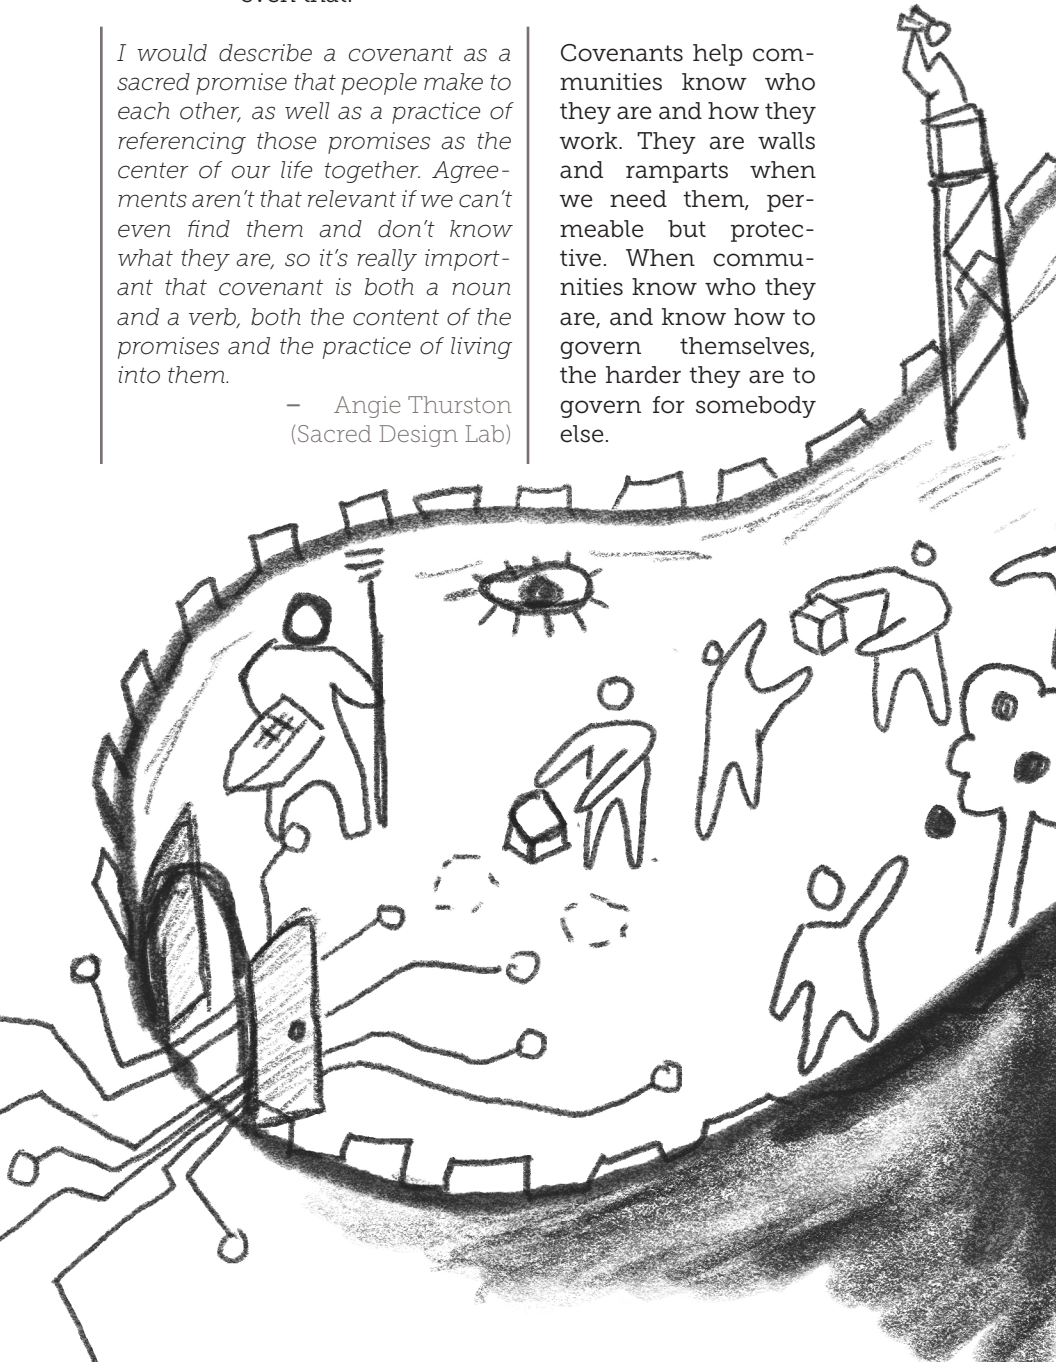 even that.
I would describe a covenant as a
sacred promise that people make to
each other, as well as a practice of
referencing those promises as the
center of our life together. Agree-
ments aren't that relevant if we can't
even find them and don't know
what they are, so it's really import-
ant that covenant is both a noun
and a verb, both the content of the
promises and the practice of living
into them.
– Angie Thurston
(Sacred Design Lab)
Covenants help com-
munities know who
they are and how they
work. They are walls
and ramparts when
we need them, per-
meable but protec-
tive. When commu-
nities know who they
are, and know how to
govern themselves,
the harder they are to
govern for somebody
else.